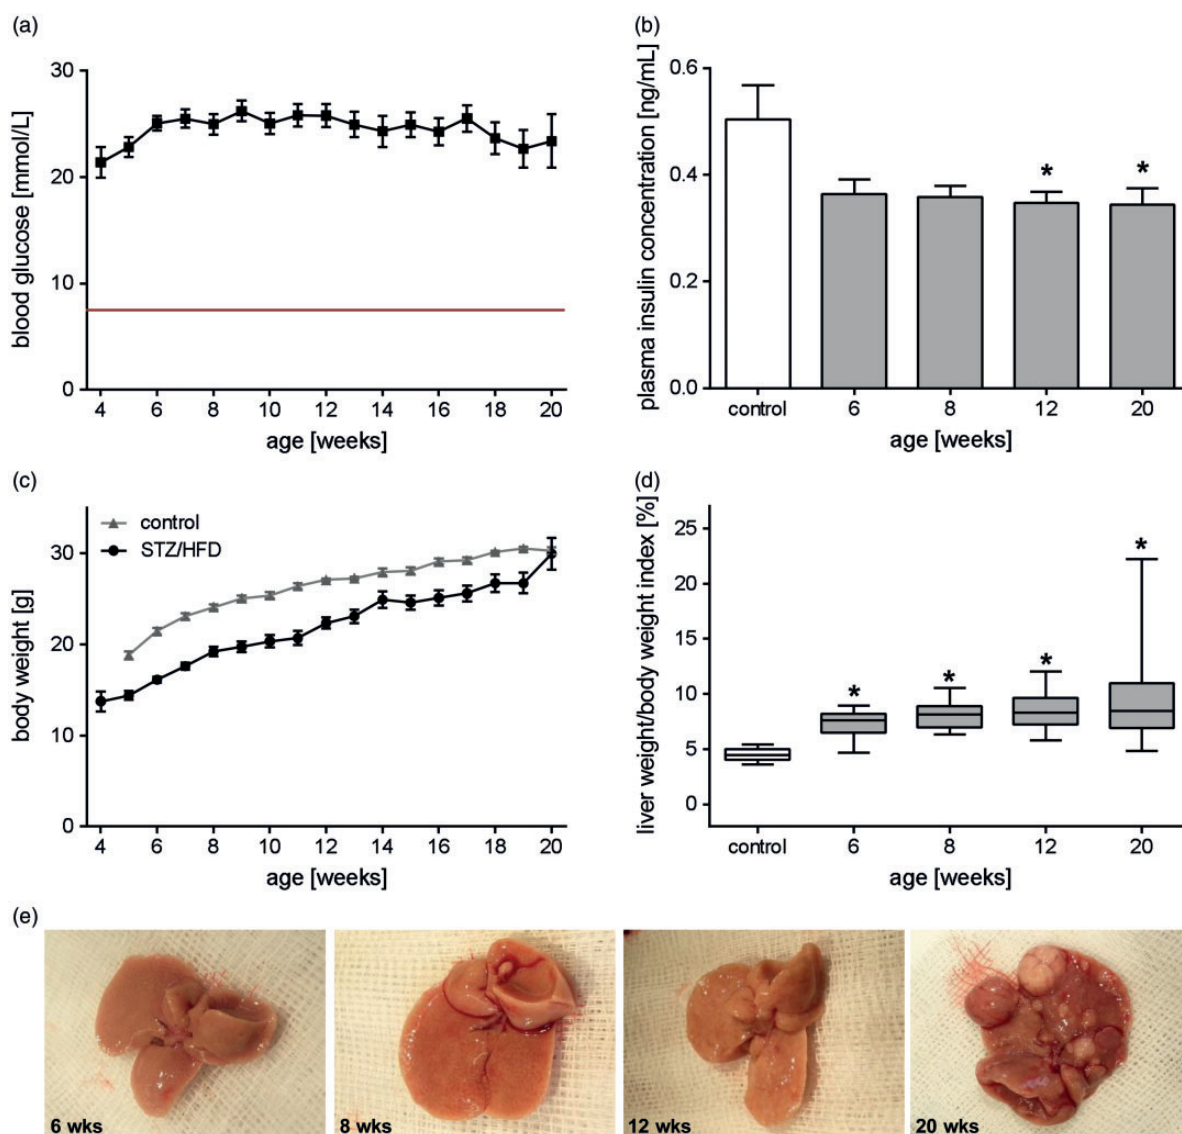 (a)
blood glucose [mmol/L]
30
20
10
0
4 6 8 10 12 14 16 18 20
age [weeks]
(b)
plasma insulin concentration [ng/mL]
0.6
0.4
0.2
0.0
* *
control 6 8 12 20
age [weeks]
(c)
body weight [g]
30
20
10
0
control
STZ/HFD
4 6 8 10 12 14 16 18 20
age [weeks]
(d)
liver weight/body weight index [%]
25
20
15
10
5
0
* * * *
control 6 8 12 20
age [weeks]
(e)
6 wks
8 wks
12 wks
20 wks